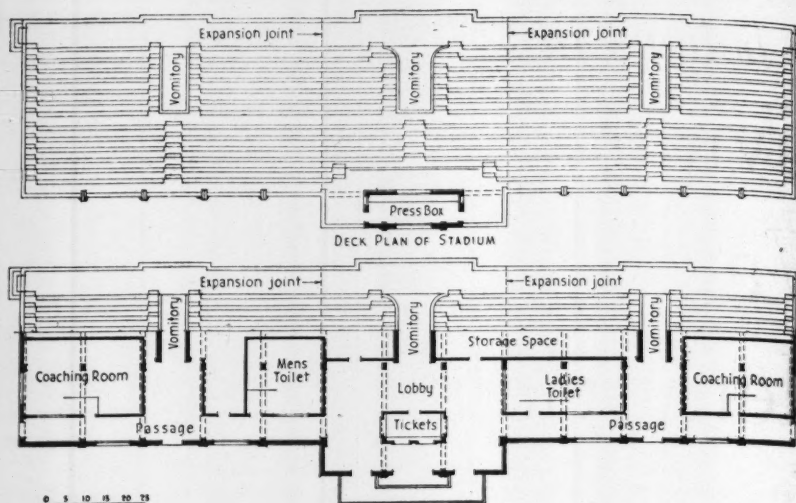 Expansion joint
Expansion joint
Vomitory
Vomitory
Vomitory
Press Box
DECK PLAN OF STADIUM
Expansion joint
Expansion joint
Vomitory
Vomitory
Vomitory
Storage Space
Coaching Room
Mens
Toilet
Lobby
Ladies
Toilet
Coaching Room
Tickets
Passage
Passage
0 5 10 15 20 25